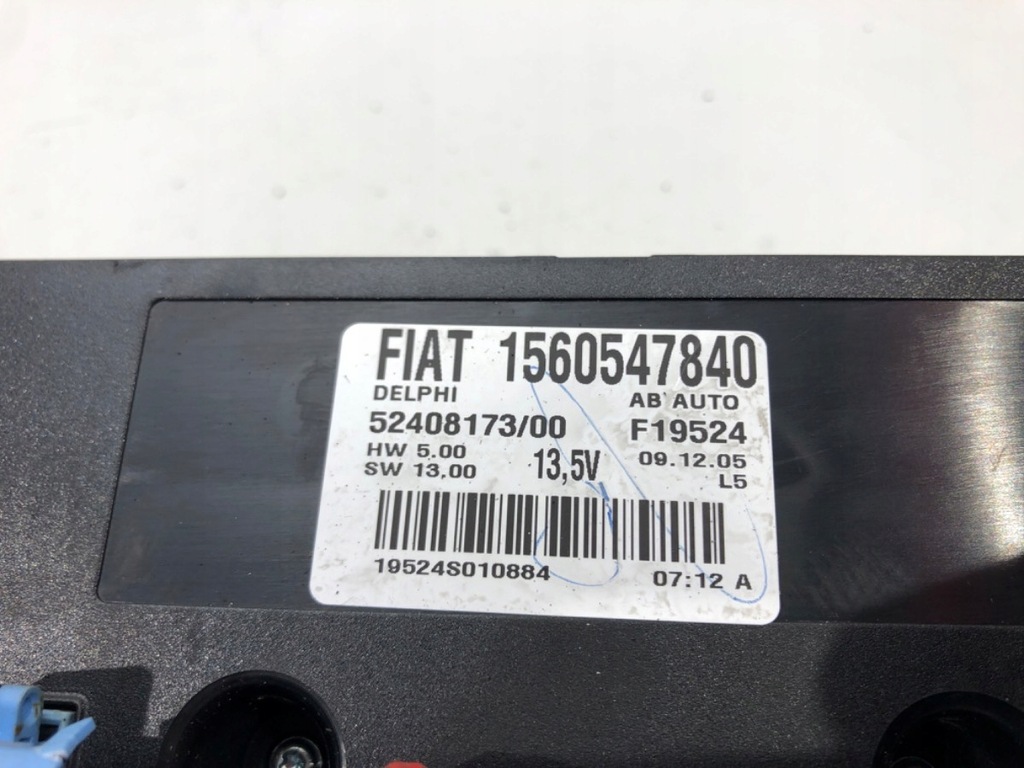 FIAT 1560547840
DELPHI AB AUTO
52408173/00 F19524
HW 5.00 13,5V 09.12.05
SW 13.00 L5
19524S010884 07:12 A